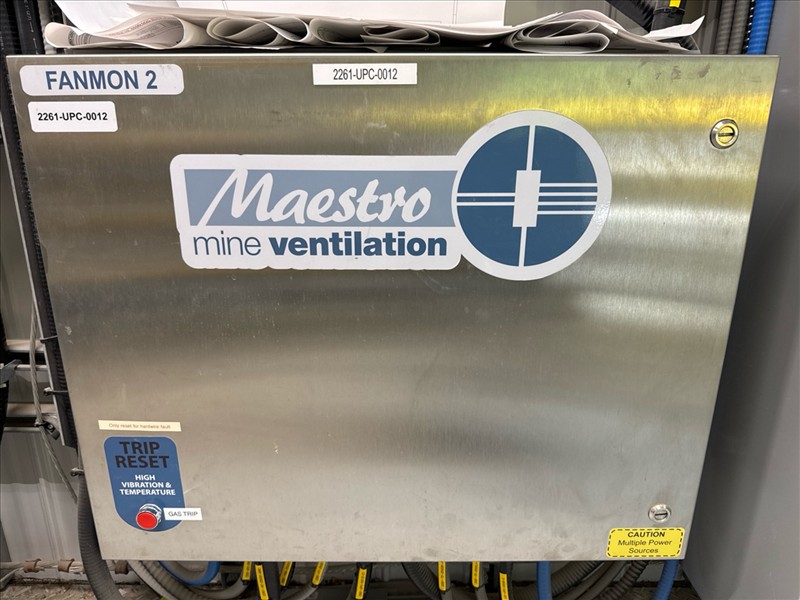 FANMON 2
2261-UPC-0012
2261-UPC-0012
Maestro
mine ventilation
Only reset for hardwire fault
TRIP
RESET
HIGH
VIBRATION &
TEMPERATURE
GAS TRIP
CAUTION
Multiple Power
Sources